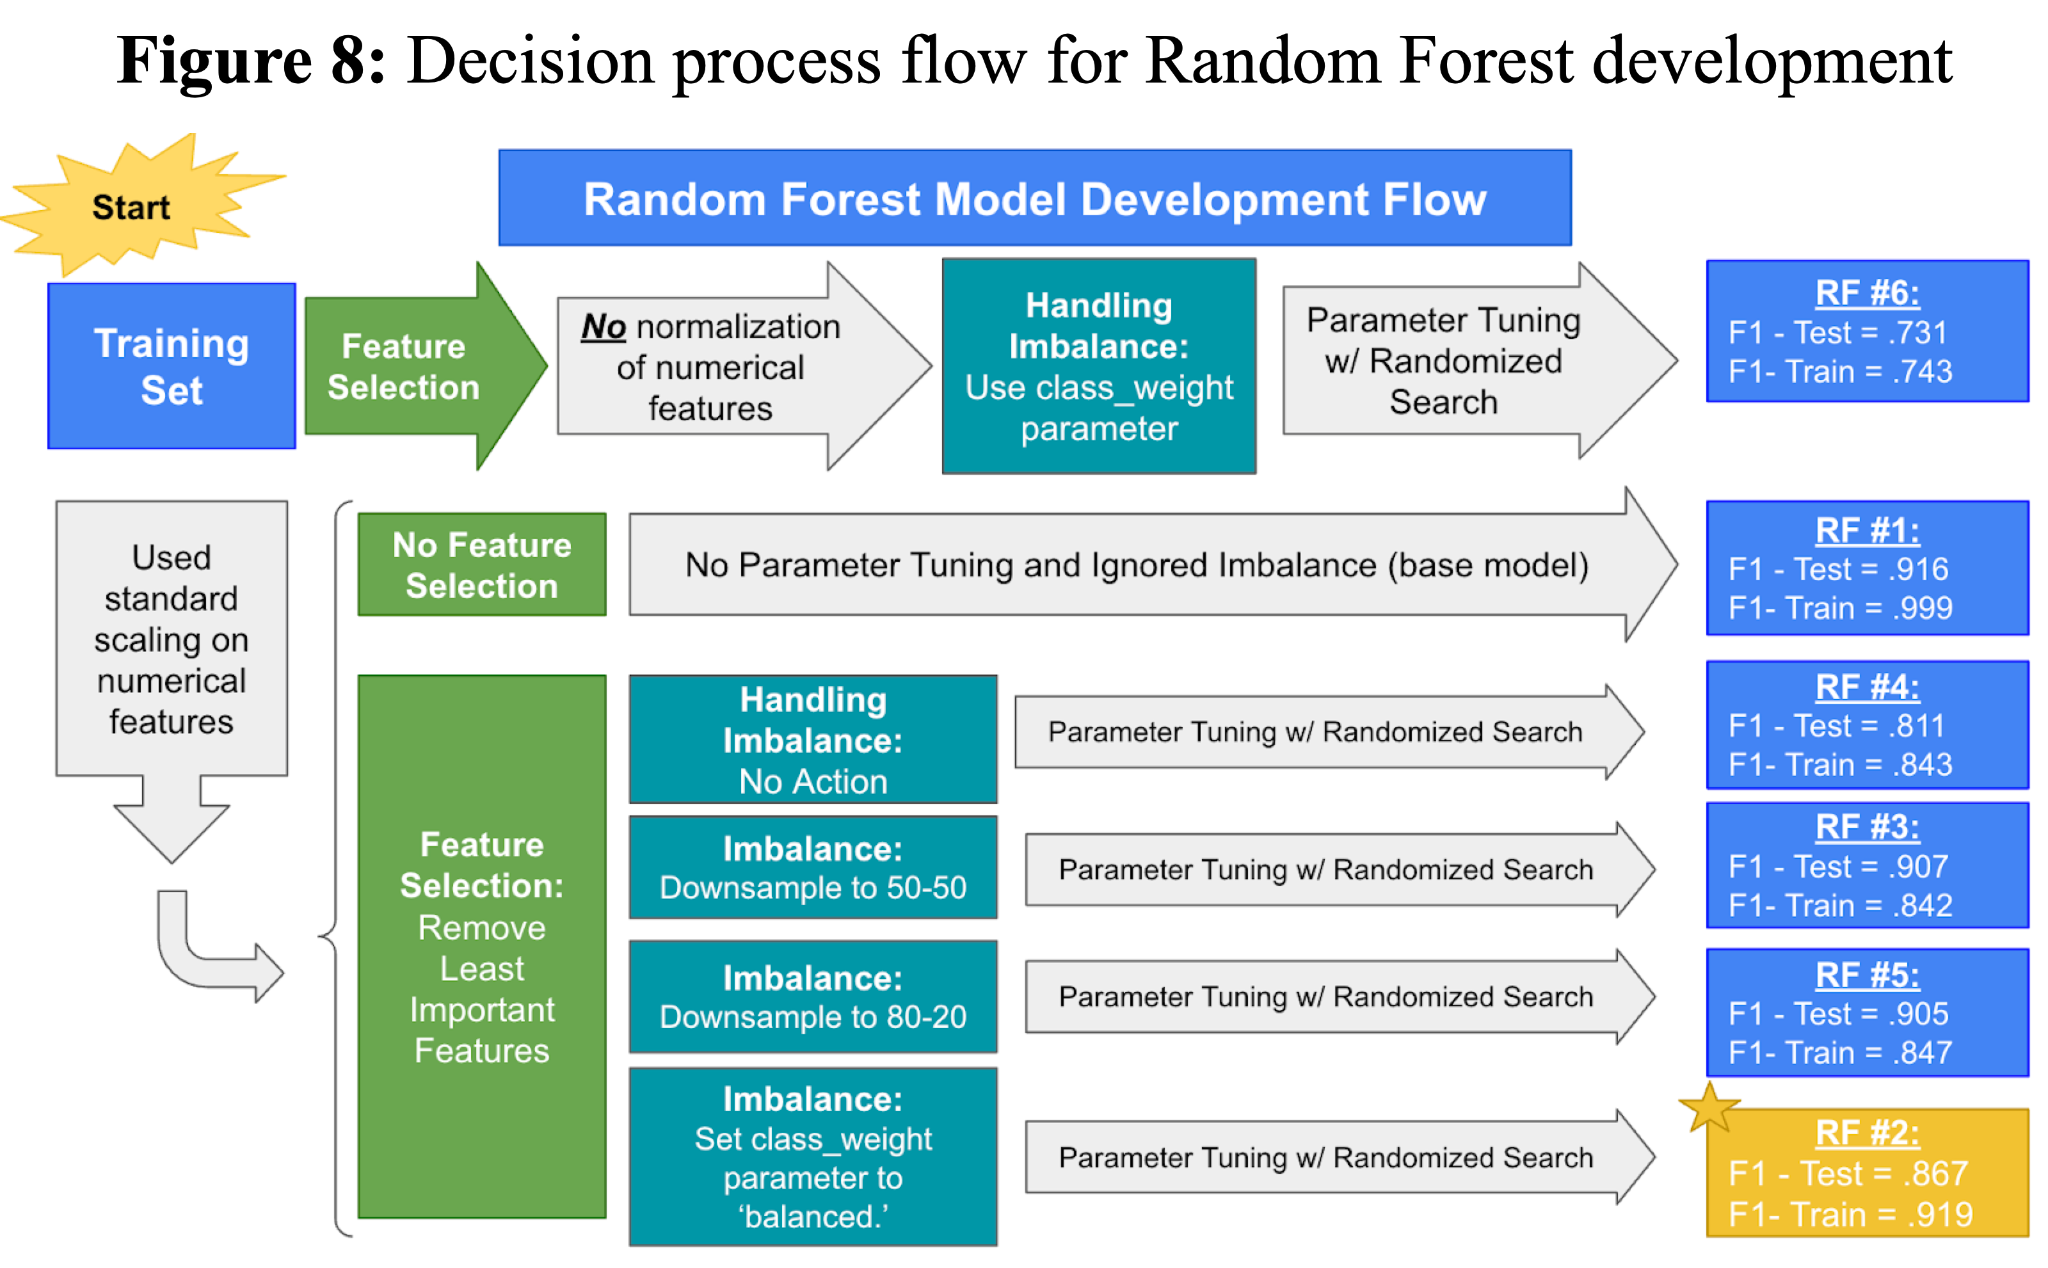 Figure 8: Decision process flow for Random Forest development
Start
Random Forest Model Development Flow
Training
Set
Feature
Selection
No normalization
of numerical
features
Handling
Imbalance:
Use class_weight
parameter
Parameter Tuning
w/ Randomized
Search
RF #6:
F1 - Test = .731
F1- Train = .743
Used
standard
scaling on
numerical
features
No Feature
Selection
No Parameter Tuning and Ignored Imbalance (base model)
RF #1:
F1 - Test = .916
F1- Train = .999
Feature
Selection:
Remove
Least
Important
Features
Handling
Imbalance:
No Action
Parameter Tuning w/ Randomized Search
RF #4:
F1 - Test = .811
F1- Train = .843
Imbalance:
Downsample to 50-50
Parameter Tuning w/ Randomized Search
RF #3:
F1 - Test = .907
F1- Train = .842
Imbalance:
Downsample to 80-20
Parameter Tuning w/ Randomized Search
RF #5:
F1 - Test = .905
F1- Train = .847
Imbalance:
Set class_weight
parameter to
‘balanced.’
Parameter Tuning w/ Randomized Search
RF #2:
F1 - Test = .867
F1- Train = .919